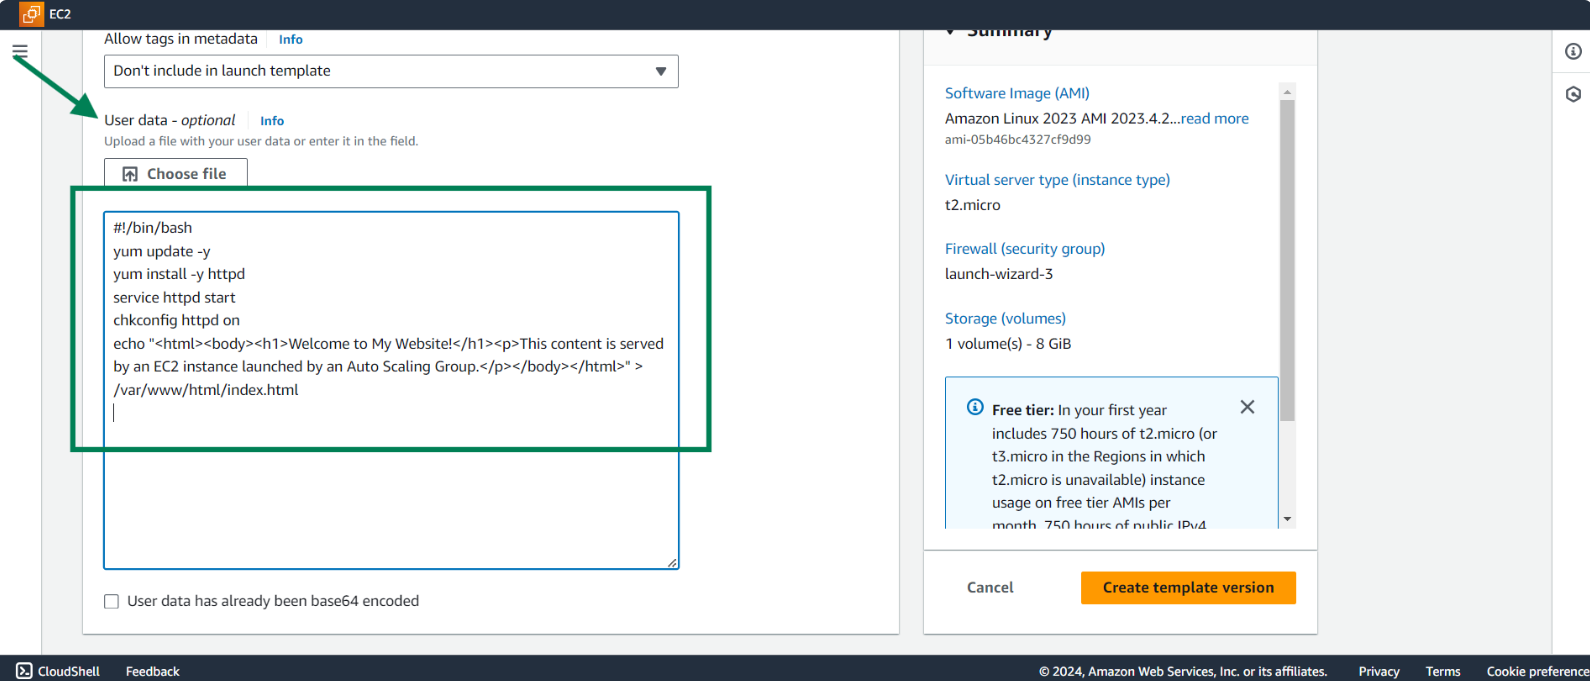 EC2
Allow tags in metadata Info
Don't include in launch template
User data - optional Info
Upload a file with your user data or enter it in the field.
Choose file
#!/bin/bash
yum update -y
yum install -y httpd
service httpd start
chkconfig httpd on
echo "<html><body><h1>Welcome to My Website!</h1><p>This content is served
by an EC2 instance launched by an Auto Scaling Group.</p></body></html>" >
/var/www/html/index.html
User data has already been base64 encoded
Summary
Software Image (AMI)
Amazon Linux 2023 AMI 2023.4.2...read more
ami-05b46bc4327cf9d99
Virtual server type (instance type)
t2.micro
Firewall (security group)
launch-wizard-3
Storage (volumes)
1 volume(s) - 8 GiB
Free tier: In your first year
includes 750 hours of t2.micro (or
t3.micro in the Regions in which
t2.micro is unavailable) instance
usage on free tier AMIs per
month, 750 hours of public IPv4
Cancel
Create template version
CloudShell Feedback
© 2024, Amazon Web Services, Inc. or its affiliates. Privacy Terms Cookie preference